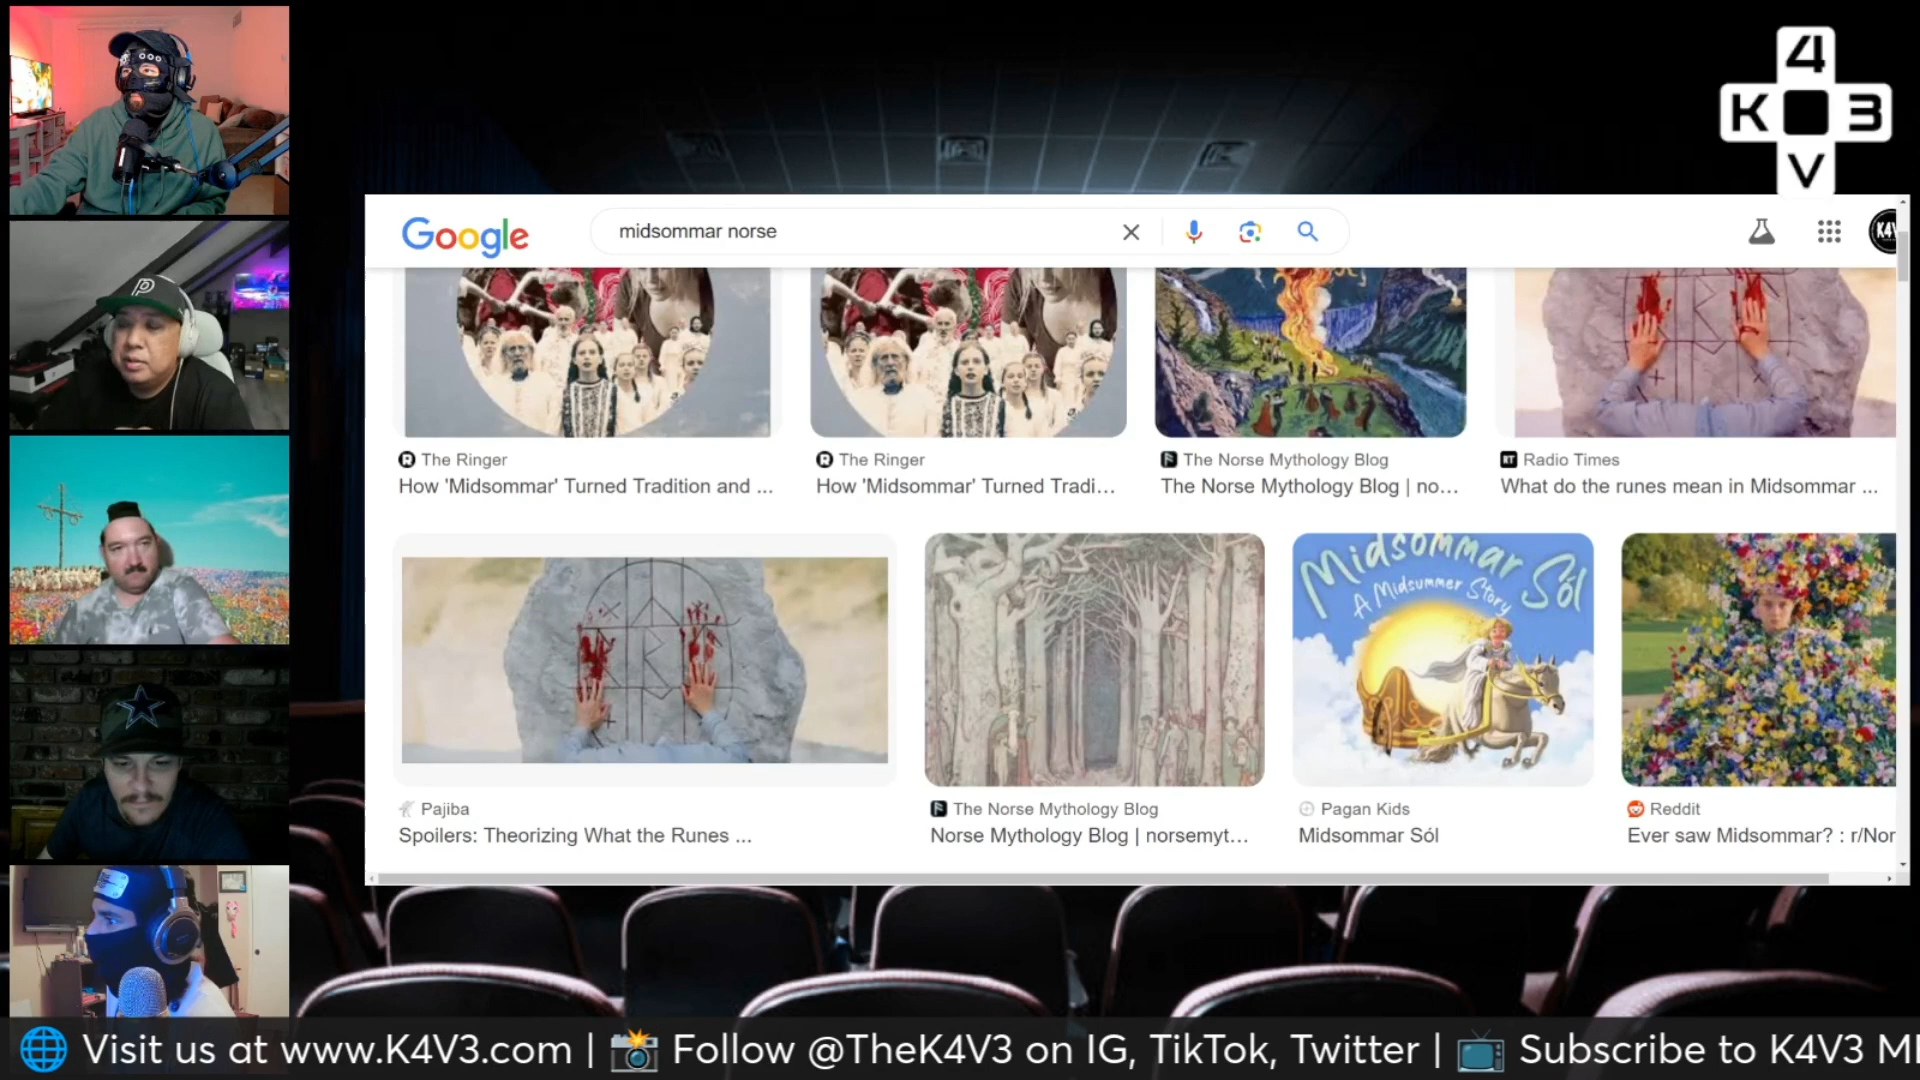 4
K 3
V
Google
midsommar norse
K4V
The Ringer
How 'Midsommar' Turned Tradition and ...
The Ringer
How 'Midsommar' Turned Tradi...
The Norse Mythology Blog
The Norse Mythology Blog | no...
RT Radio Times
What do the runes mean in Midsommar ...
Midsommar Sól
A Midsummer Story
Pajiba
Spoilers: Theorizing What the Runes ...
The Norse Mythology Blog
Norse Mythology Blog | norsemyt...
Pagan Kids
Midsommar Sól
Reddit
Ever saw Midsommar? : r/Nor
Visit us at www.K4V3.com | Follow @TheK4V3 on IG, TikTok, Twitter | Subscribe to K4V3 M